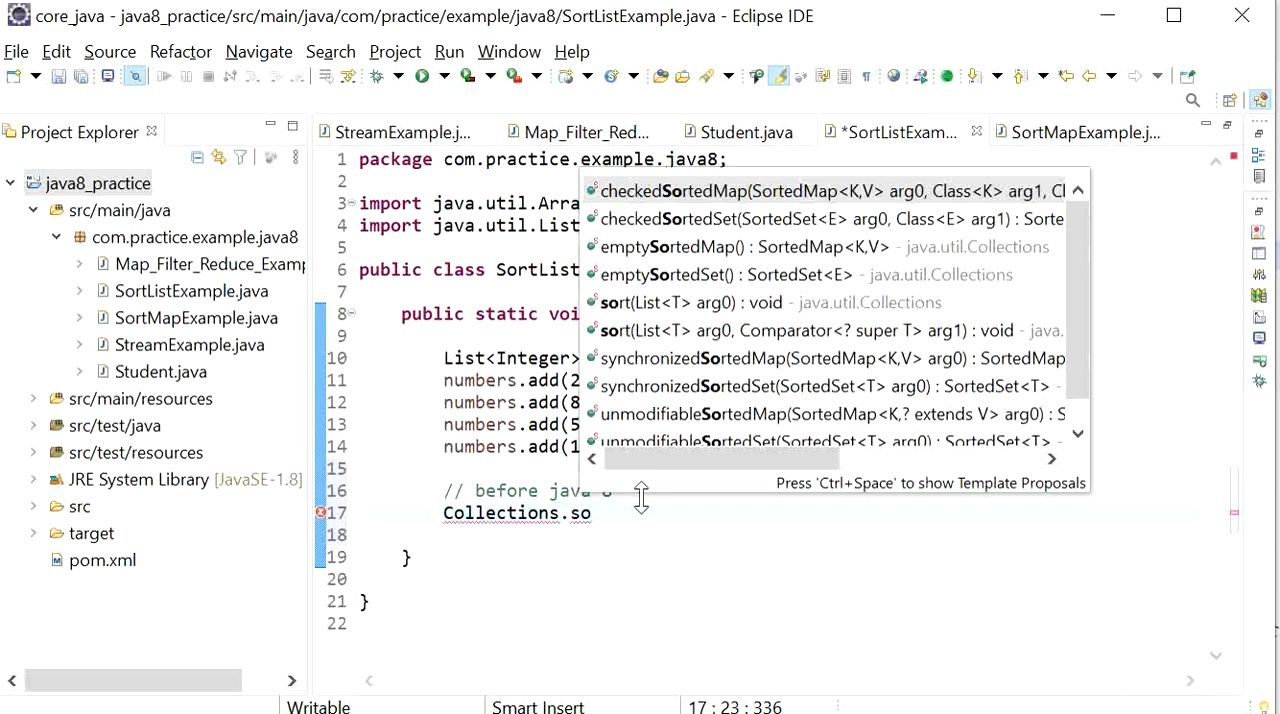 core_java - java8_practice/src/main/java/com/practice/example/java8/SortListExample.java - Eclipse IDE
File Edit Source Refactor Navigate Search Project Run Window Help
Project Explorer
StreamExample.j... Map_Filter_Red... Student.java *SortListExam... SortMapExample.j...
java8_practice
src/main/java
com.practice.example.java8
Map_Filter_Reduce_Examp
SortListExample.java
SortMapExample.java
StreamExample.java
Student.java
src/main/resources
src/test/java
src/test/resources
JRE System Library [JavaSE-1.8]
src
target
pom.xml
1 package com.practice.example.java8;
2
3 import java.util.Arra
4 import java.util.List
5
6 public class SortList
7
8 public static voi
9
10 List<Integer>
11 numbers.add(2
12 numbers.add(8
13 numbers.add(5
14 numbers.add(1
15
16 // before java 8
17 Collections.so
18
19 }
20
21 }
22
checkedSortedMap(SortedMap<K,V> arg0, Class<K> arg1, Cl
checkedSortedSet(SortedSet<E> arg0, Class<E> arg1) : Sorte
emptySortedMap() : SortedMap<K,V> - java.util.Collections
emptySortedSet() : SortedSet<E> - java.util.Collections
sort(List<T> arg0) : void - java.util.Collections
sort(List<T> arg0, Comparator<? super T> arg1) : void - java.
synchronizedSortedMap(SortedMap<K,V> arg0) : SortedMap
synchronizedSortedSet(SortedSet<T> arg0) : SortedSet<T> -
unmodifiableSortedMap(SortedMap<K,? extends V> arg0) : S
unmodifiableSortedSet(SortedSet<T> arg0) : SortedSet<T> -
Press 'Ctrl+Space' to show Template Proposals
Writable Smart Insert 17 : 23 : 336